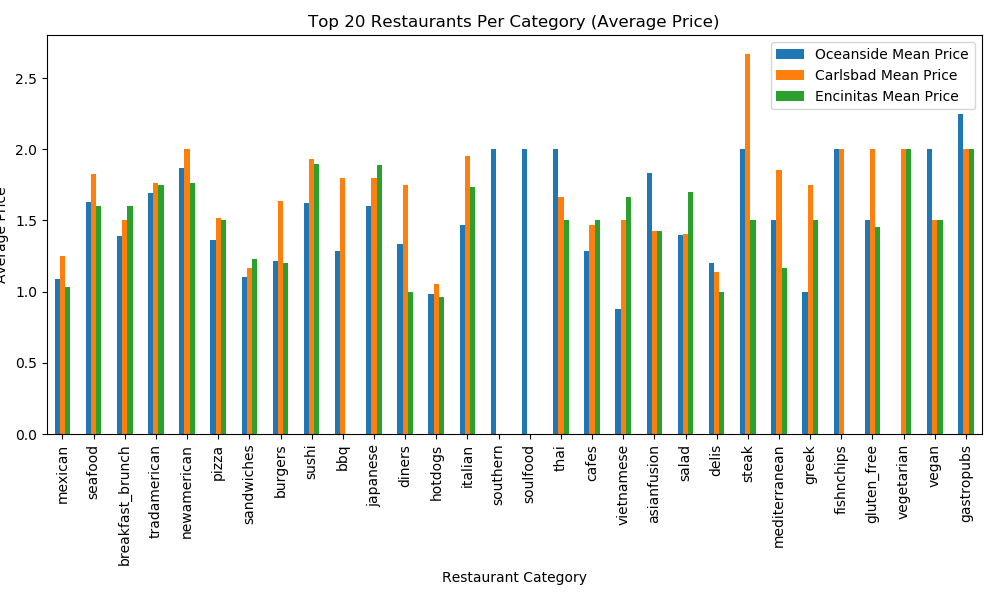 Top 20 Restaurants Per Category (Average Price)
Oceanside Mean Price
Carlsbad Mean Price
Encinitas Mean Price
Average Price
2.5
2.0
1.5
1.0
0.5
0.0
mexican
seafood
breakfast_brunch
tradamerican
newamerican
pizza
sandwiches
burgers
sushi
bbq
japanese
diners
hotdogs
italian
southern
soulfood
thai
cafes
vietnamese
asianfusion
salad
delis
steak
mediterranean
greek
fishnchips
gluten_free
vegetarian
vegan
gastropubs
Restaurant Category